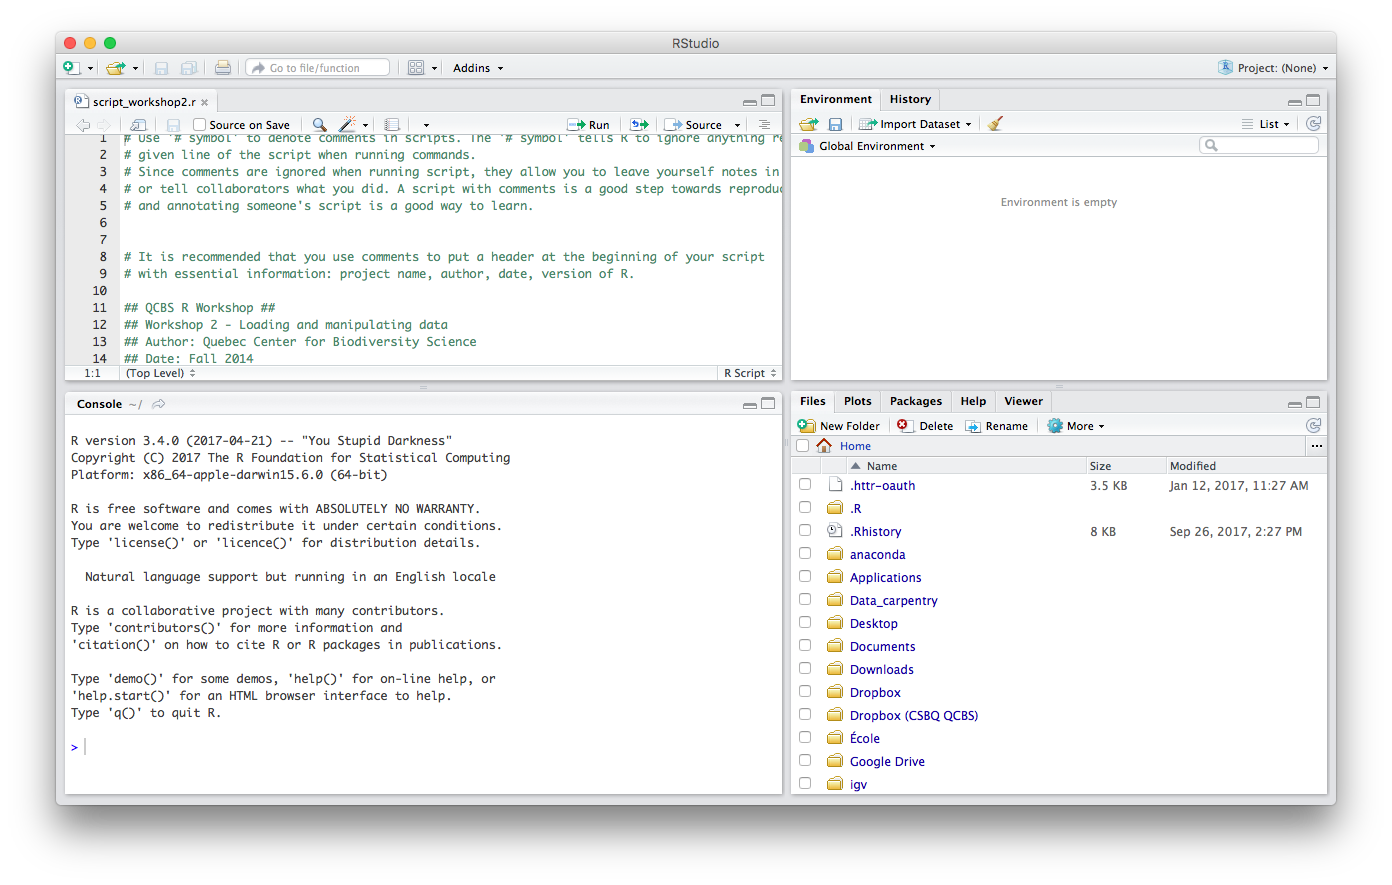 RStudio
Go to file/function
Addins
Project: (None)
script_workshop2.r
Source on Save
Run
Source
1 # Use '# symbol' to denote comments in scripts. The '# symbol' tells R to ignore anything re
2 # given line of the script when running commands.
3 # Since comments are ignored when running script, they allow you to leave yourself notes in
4 # or tell collaborators what you did. A script with comments is a good step towards reproduc
5 # and annotating someone's script is a good way to learn.
6
7
8 # It is recommended that you use comments to put a header at the beginning of your script
9 # with essential information: project name, author, date, version of R.
10
11 ## QCBS R Workshop ##
12 ## Workshop 2 - Loading and manipulating data
13 ## Author: Quebec Center for Biodiversity Science
14 ## Date: Fall 2014
1:1 (Top Level) R Script
Console ~/
R version 3.4.0 (2017-04-21) -- "You Stupid Darkness"
Copyright (C) 2017 The R Foundation for Statistical Computing
Platform: x86_64-apple-darwin15.6.0 (64-bit)
R is free software and comes with ABSOLUTELY NO WARRANTY.
You are welcome to redistribute it under certain conditions.
Type 'license()' or 'licence()' for distribution details.
Natural language support but running in an English locale
R is a collaborative project with many contributors.
Type 'contributors()' for more information and
'citation()' on how to cite R or R packages in publications.
Type 'demo()' for some demos, 'help()' for on-line help, or
'help.start()' for an HTML browser interface to help.
Type 'q()' to quit R.
>
Environment History
Import Dataset List
Global Environment
Environment is empty
Files Plots Packages Help Viewer
New Folder Delete Rename More
Home ...
Name Size Modified
.httr-oauth 3.5 KB Jan 12, 2017, 11:27 AM
.R
.Rhistory 8 KB Sep 26, 2017, 2:27 PM
anaconda
Applications
Data_carpentry
Desktop
Documents
Downloads
Dropbox
Dropbox (CSBQ QCBS)
École
Google Drive
igv